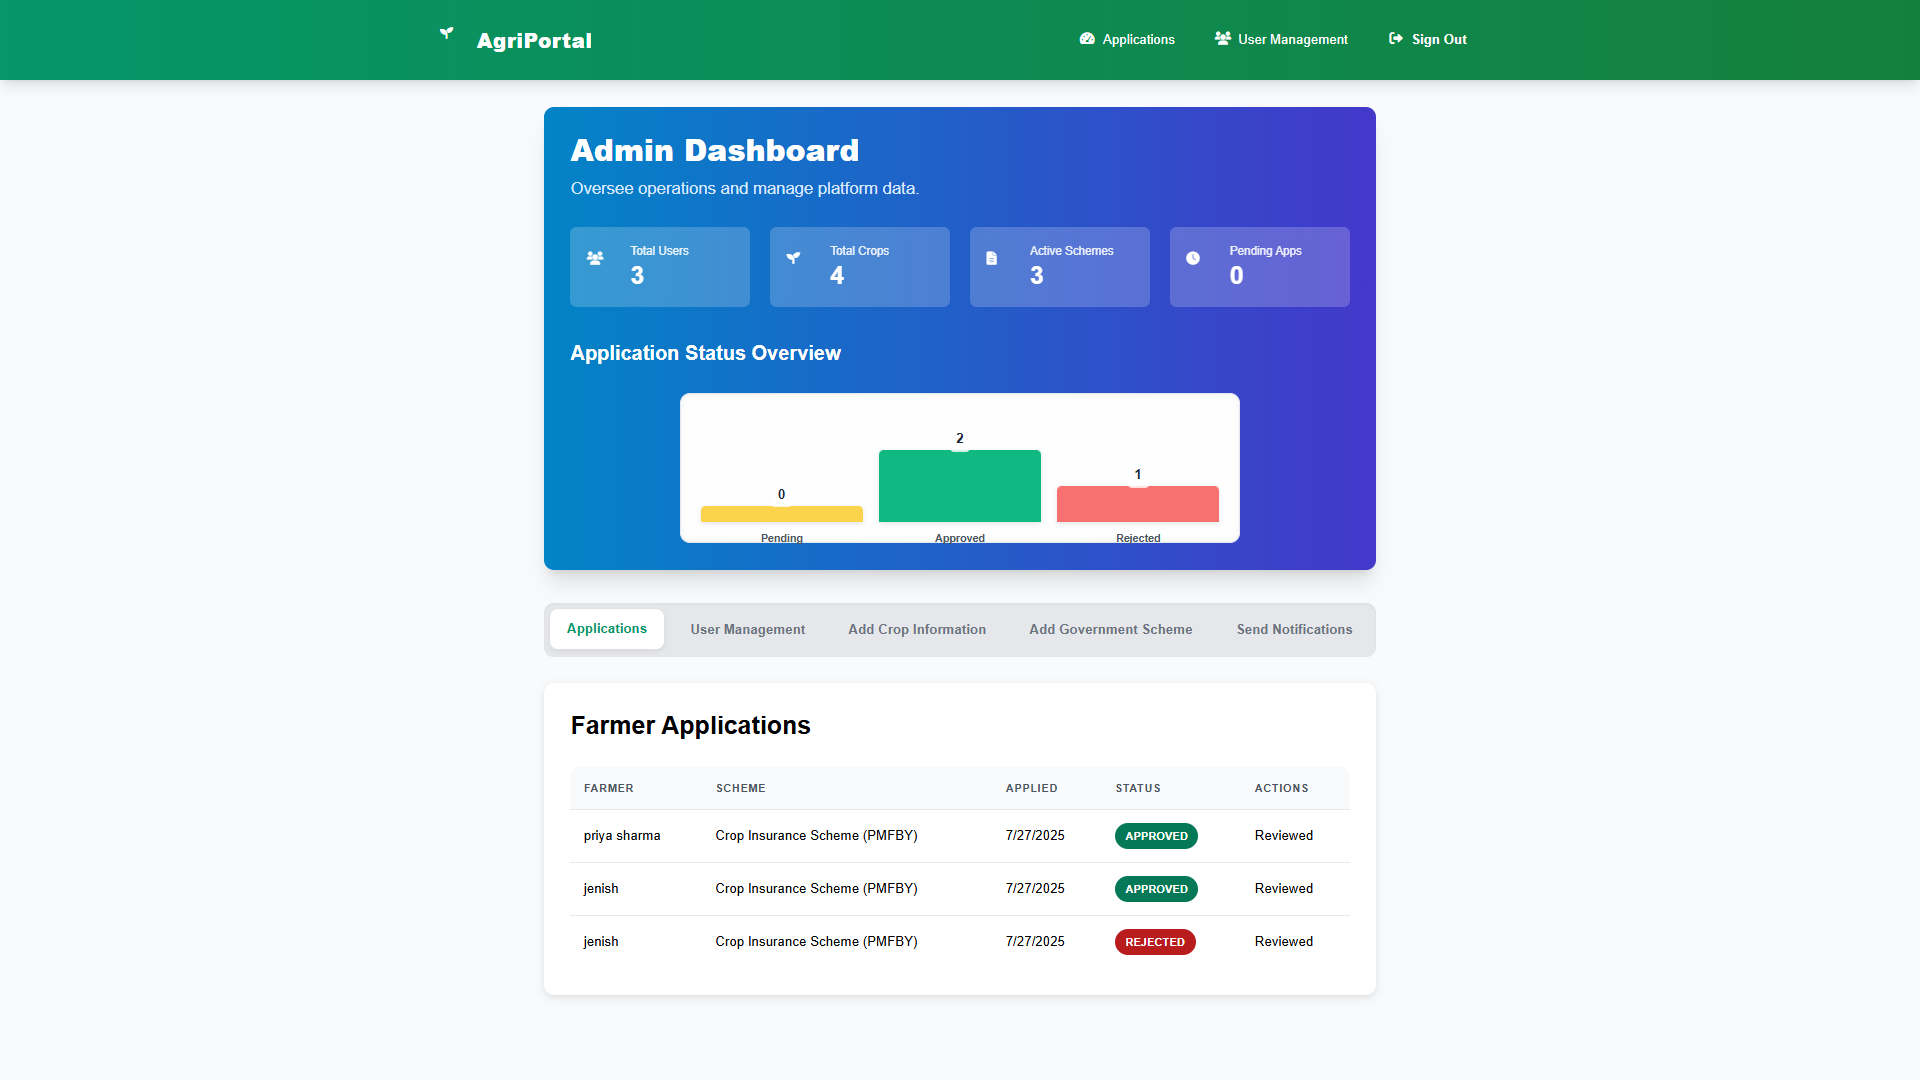 AgriPortal
Applications
User Management
Sign Out
Admin Dashboard
Oversee operations and manage platform data.
Total Users
3
Total Crops
4
Active Schemes
3
Pending Apps
0
Application Status Overview
0
2
1
Pending
Approved
Rejected
Applications
User Management
Add Crop Information
Add Government Scheme
Send Notifications
Farmer Applications
FARMER SCHEME APPLIED STATUS ACTIONS
priya sharma Crop Insurance Scheme (PMFBY) 7/27/2025 APPROVED Reviewed
jenish Crop Insurance Scheme (PMFBY) 7/27/2025 APPROVED Reviewed
jenish Crop Insurance Scheme (PMFBY) 7/27/2025 REJECTED Reviewed